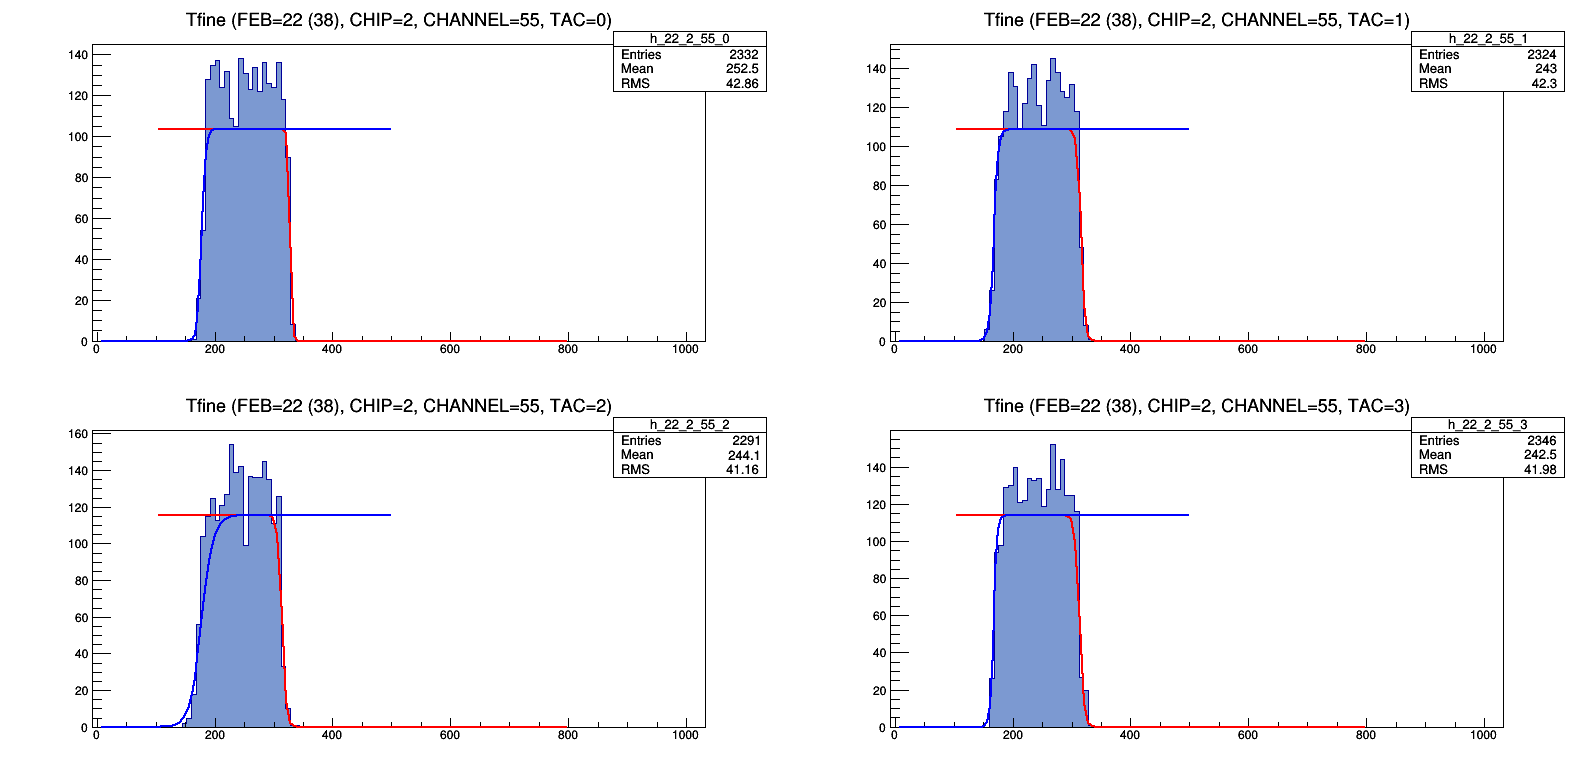 Tfine (FEB=22 (38), CHIP=2, CHANNEL=55, TAC=0)
h_22_2_55_0
Entries 2332
Mean 252.5
RMS 42.86
140
120
100
80
60
40
20
0
0 200 400 600 800 1000
Tfine (FEB=22 (38), CHIP=2, CHANNEL=55, TAC=1)
h_22_2_55_1
Entries 2324
Mean 243
RMS 42.3
140
120
100
80
60
40
20
0
0 200 400 600 800 1000
Tfine (FEB=22 (38), CHIP=2, CHANNEL=55, TAC=2)
h_22_2_55_2
Entries 2291
Mean 244.1
RMS 41.16
160
140
120
100
80
60
40
20
0
0 200 400 600 800 1000
Tfine (FEB=22 (38), CHIP=2, CHANNEL=55, TAC=3)
h_22_2_55_3
Entries 2346
Mean 242.5
RMS 41.98
140
120
100
80
60
40
20
0
0 200 400 600 800 1000